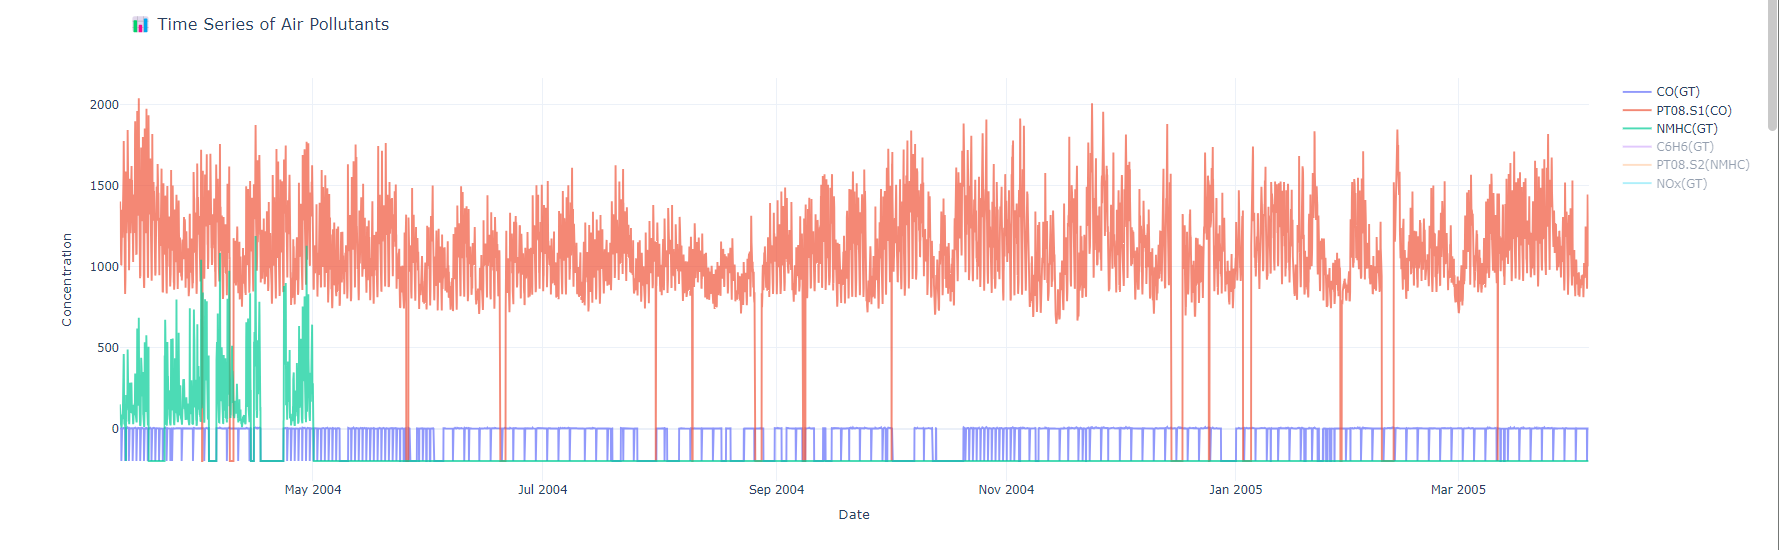 📊 Time Series of Air Pollutants
2000
1500
1000
500
0
Concentration
May 2004
Jul 2004
Sep 2004
Nov 2004
Jan 2005
Mar 2005
Date
CO(GT)
PT08.S1(CO)
NMHC(GT)
C6H6(GT)
PT08.S2(NMHC)
NOx(GT)